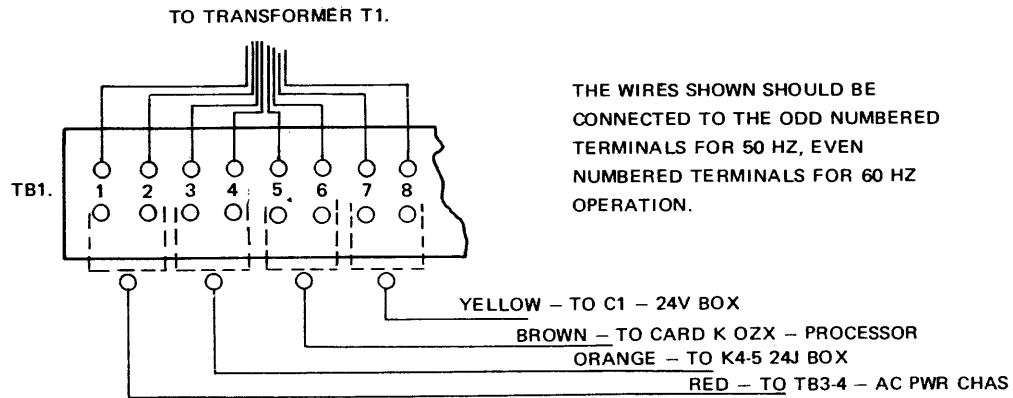 TO TRANSFORMER T1.
THE WIRES SHOWN SHOULD BE
CONNECTED TO THE ODD NUMBERED
TERMINALS FOR 50 HZ, EVEN
NUMBERED TERMINALS FOR 60 HZ
OPERATION.
TB1.
1 2 3 4 5 6 7 8
YELLOW – TO C1 – 24V BOX
BROWN – TO CARD K OZX – PROCESSOR
ORANGE – TO K4-5 24J BOX
RED – TO TB3-4 – AC PWR CHAS